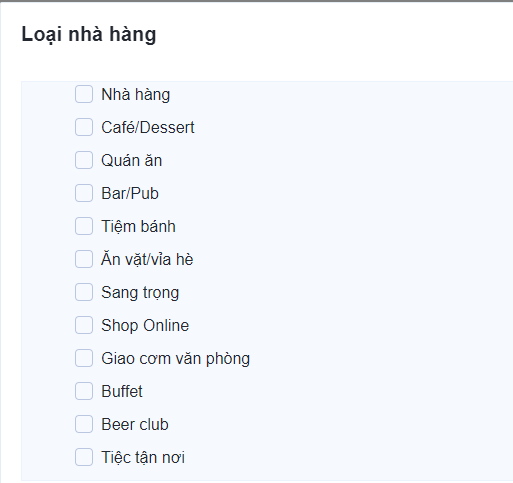 Loại nhà hàng
Nhà hàng
Café/Dessert
Quán ăn
Bar/Pub
Tiệm bánh
Ăn vặt/vỉa hè
Sang trọng
Shop Online
Giao cơm văn phòng
Buffet
Beer club
Tiệc tận nơi